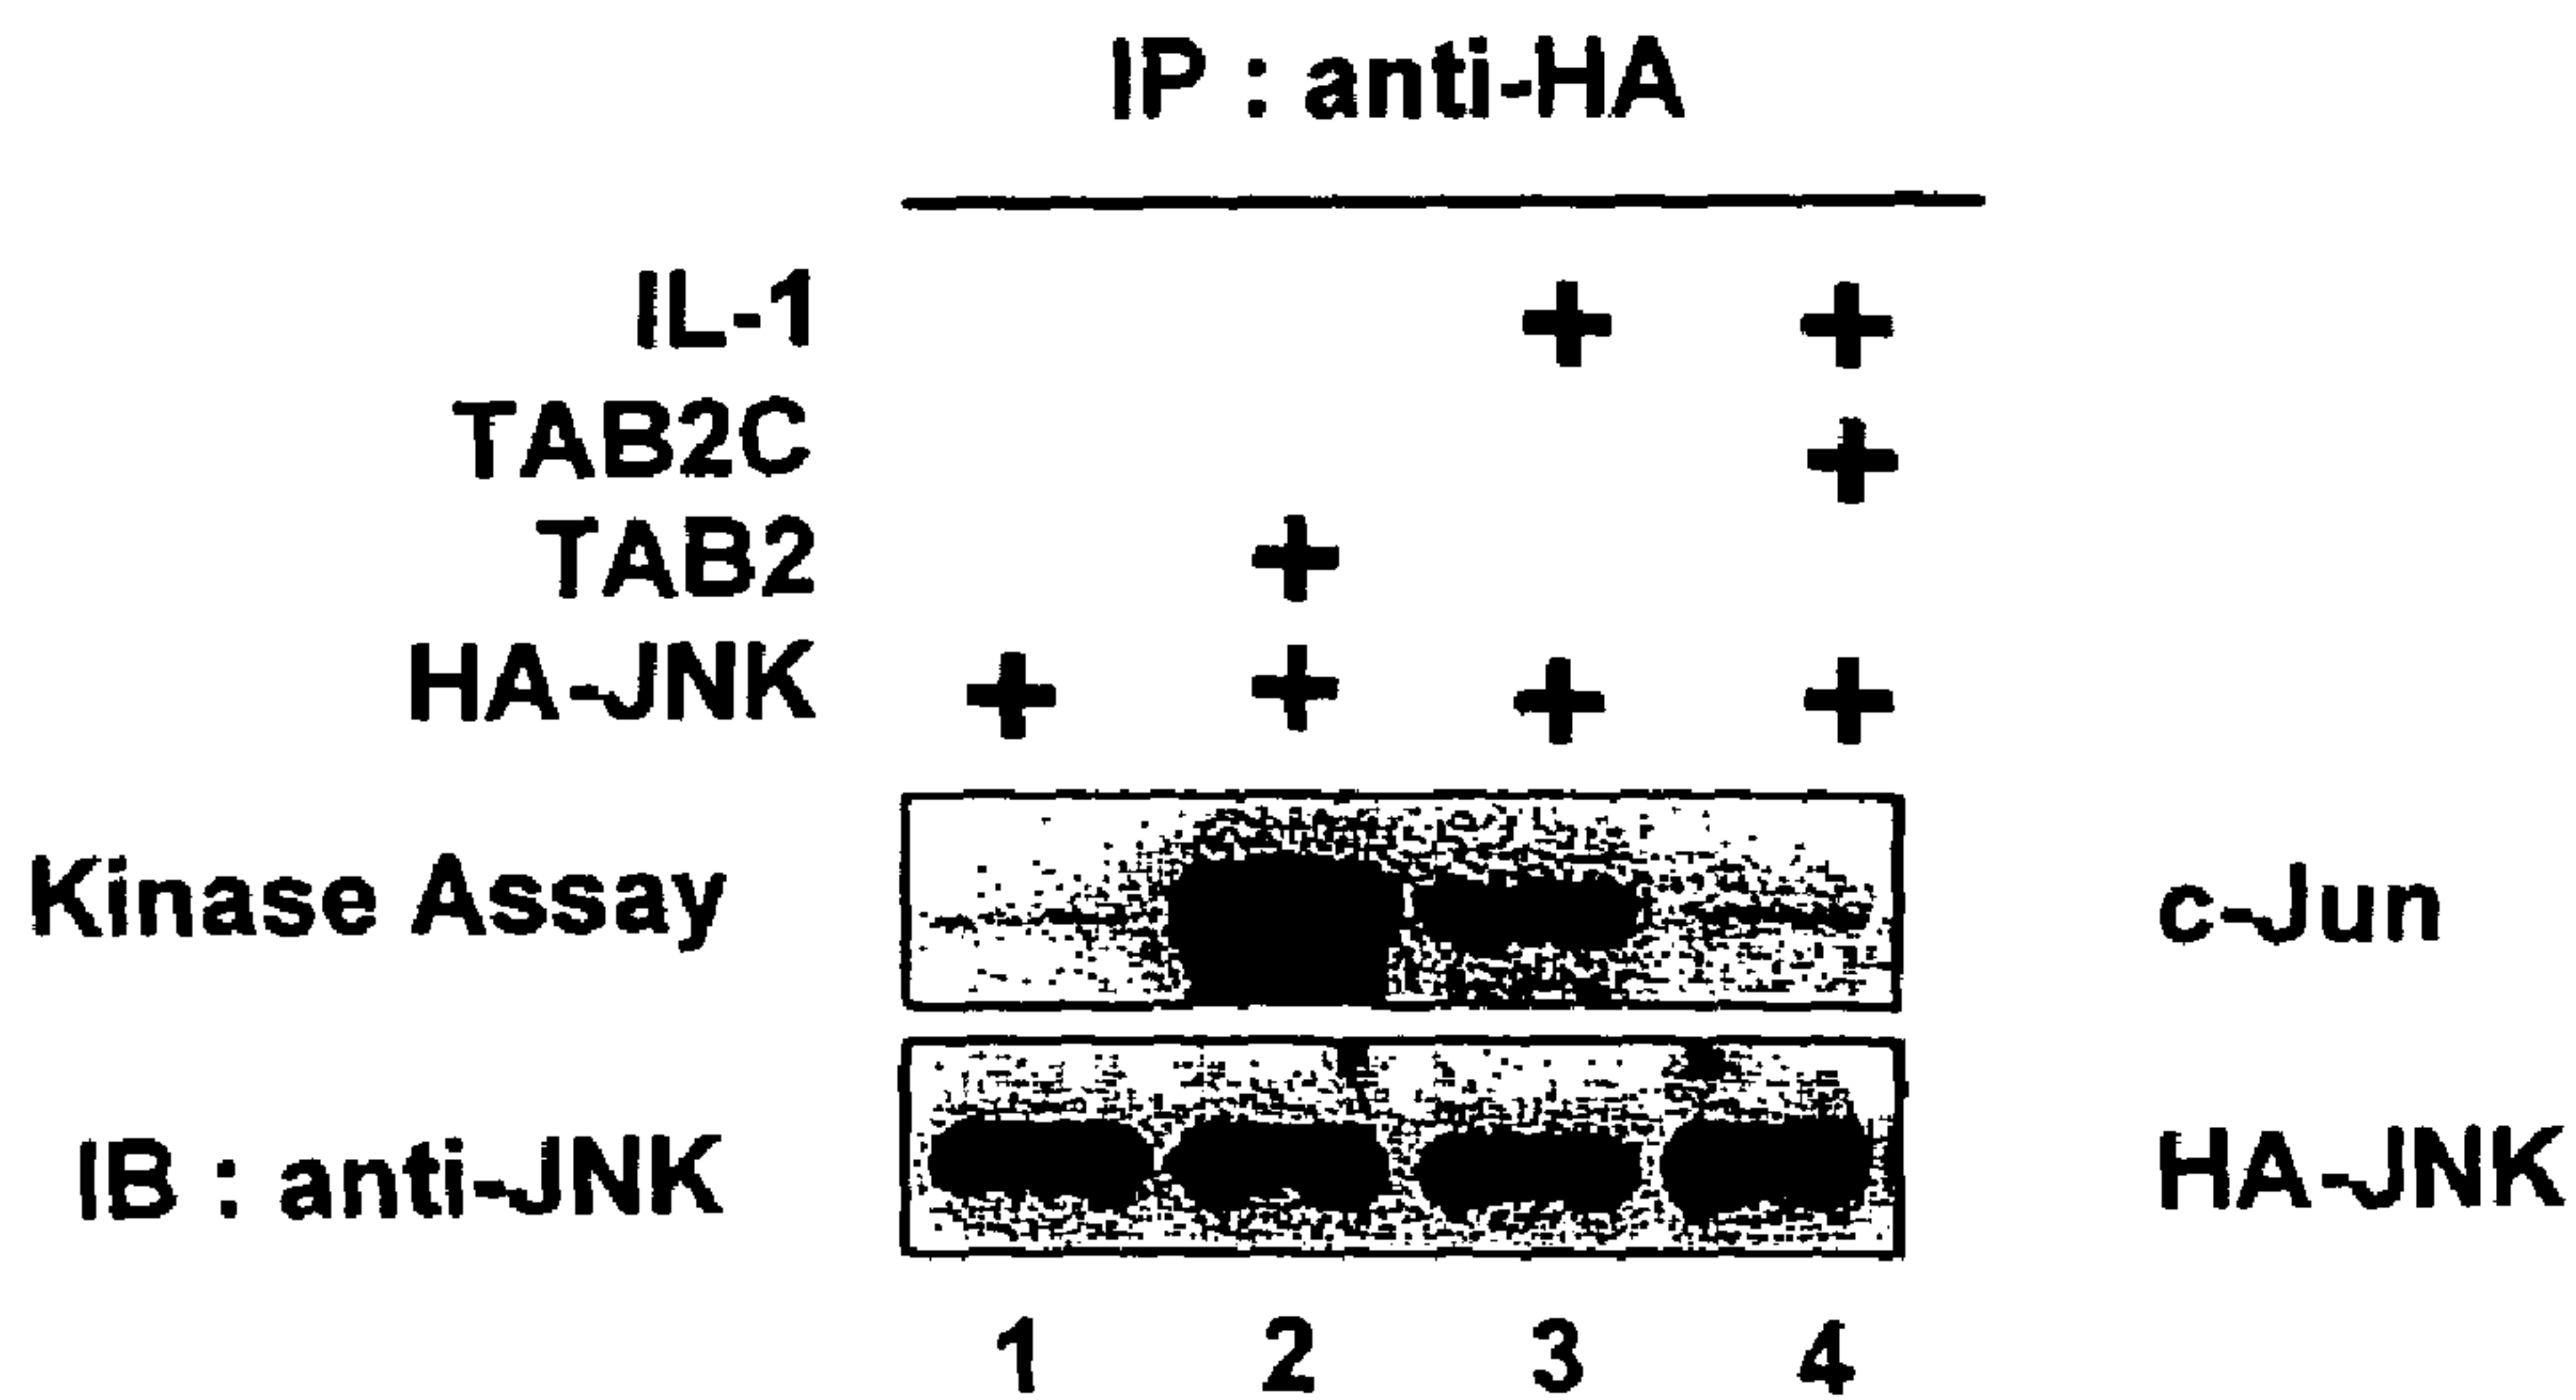 IP : anti-HA
IL-1 + +
TAB2C +
TAB2 +
HA-JNK + + + +
Kinase Assay c-Jun
IB : anti-JNK HA-JNK
1 2 3 4